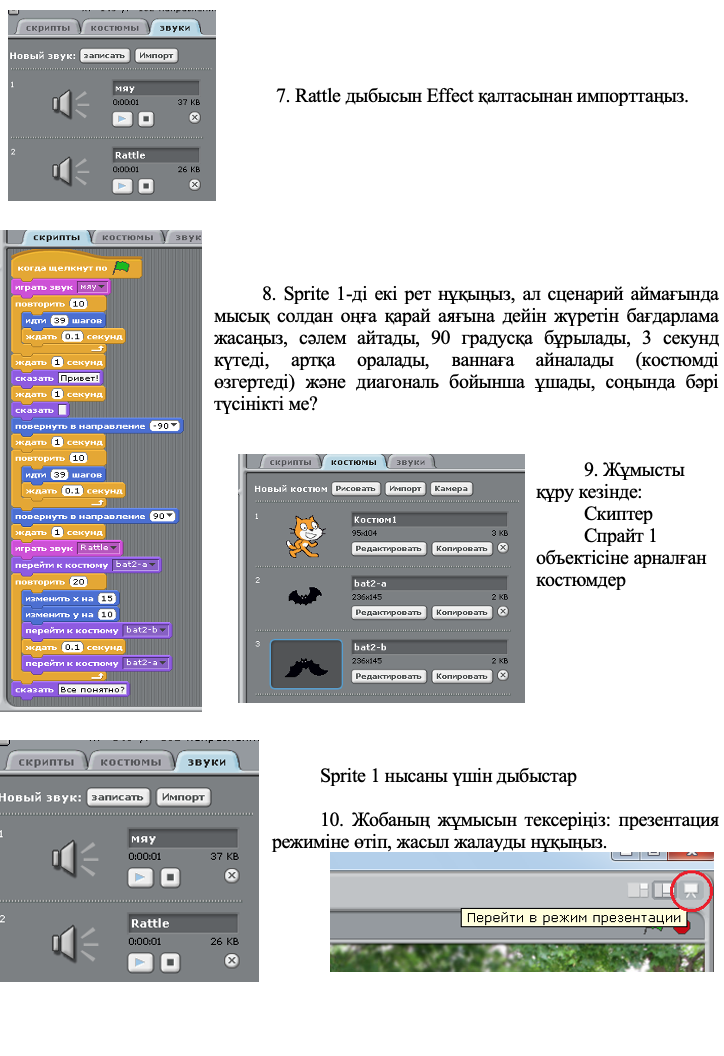 скрипты костюмы звуки
Новый звук: записать Импорт
1
мяу
0:00:01 37 KB
2
Rattle
0:00:01 26 KB
7. Rattle дыбысын Effect қалтасынан импорттаңыз.
скрипты костюмы звук
когда щелкнут по
играть звук мяу
повторить 10
идти 39 шагов
ждать 0.1 секунд
ждать 1 секунд
сказать Привет!
ждать 1 секунд
сказать
повернуть в направление -90
ждать 1 секунд
повторить 10
идти 39 шагов
ждать 0.1 секунд
повернуть в направление 90
ждать 1 секунд
играть звук Rattle
перейти к костюму bat2-a
повторить 20
изменить х на 15
изменить у на 10
перейти к костюму bat2-b
ждать 0.1 секунд
перейти к костюму bat2-a
сказать Все понятно?
8. Sprite 1-ді екі рет нұқыңыз, ал сценарий аймағында
мысық солдан оңға қарай аяғына дейін жүретін бағдарлама
жасаңыз, сәлем айтады, 90 градусқа бұрылады, 3 секунд
күтеді, артқа оралады, ваннаға айналады (костюмді
өзгертеді) және диагональ бойынша ұшады, соңында бәрі
түсінікті ме?
скрипты костюмы звуки
Новый костюм Рисовать Импорт Камера
1
Костюм1
95x104 3 KB
Редактировать Копировать
2
bat2-a
236x145 2 KB
Редактировать Копировать
3
bat2-b
236x145 2 KB
Редактировать Копировать
9. Жұмысты
құру кезінде:
Скиптер
Спрайт 1
объектісіне арналған
костюмдер
скрипты костюмы звуки
Новый звук: записать Импорт
1
мяу
0:00:01 37 KB
2
Rattle
0:00:01 26 KB
Sprite 1 нысаны үшін дыбыстар
10. Жобаның жұмысын тексеріңіз: презентация
режиміне өтіп, жасыл жалауды нұқыңыз.
Перейти в режим презентации